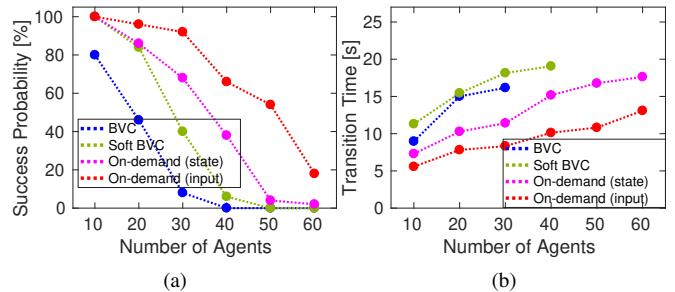 Success Probability [%]
100
80
60
40
20
0
BVC
Soft BVC
On-demand (state)
On-demand (input)
10 20 30 40 50 60
Number of Agents
(a)
Transition Time [s]
25
20
15
10
5
0
BVC
Soft BVC
On-demand (state)
On-demand (input)
10 20 30 40 50 60
Number of Agents
(b)